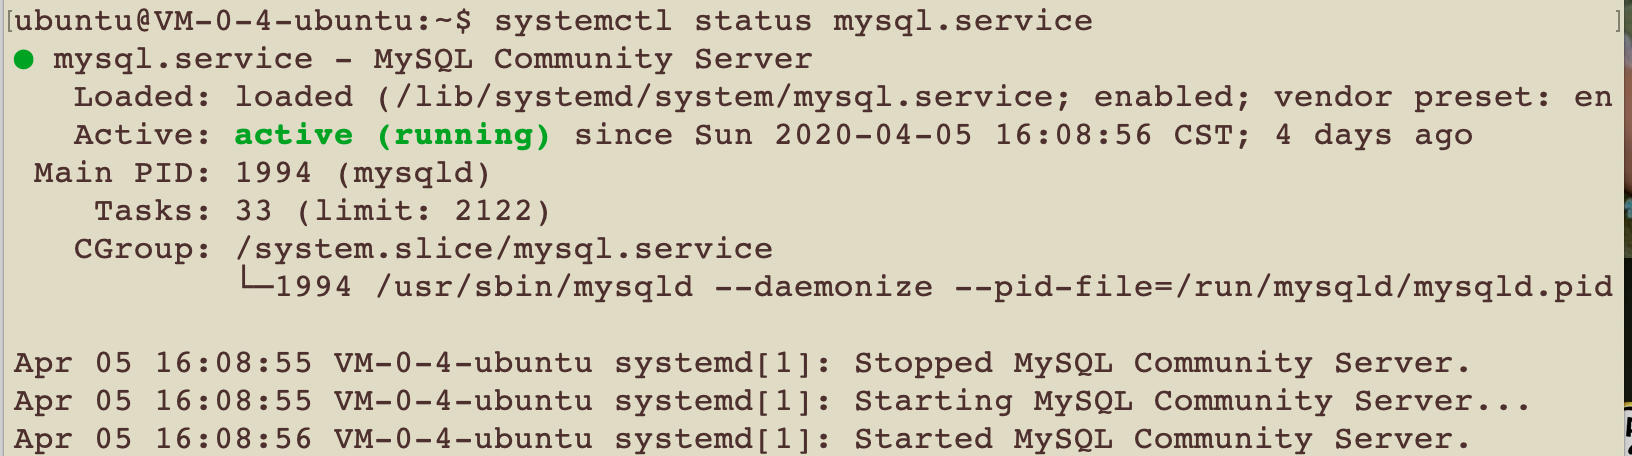 [ubuntu@VM-0-4-ubuntu:~$ systemctl status mysql.service ]
● mysql.service - MySQL Community Server
   Loaded: loaded (/lib/systemd/system/mysql.service; enabled; vendor preset: en
   Active: active (running) since Sun 2020-04-05 16:08:56 CST; 4 days ago
 Main PID: 1994 (mysqld)
    Tasks: 33 (limit: 2122)
   CGroup: /system.slice/mysql.service
           └─1994 /usr/sbin/mysqld --daemonize --pid-file=/run/mysqld/mysqld.pid
Apr 05 16:08:55 VM-0-4-ubuntu systemd[1]: Stopped MySQL Community Server.
Apr 05 16:08:55 VM-0-4-ubuntu systemd[1]: Starting MySQL Community Server...
Apr 05 16:08:56 VM-0-4-ubuntu systemd[1]: Started MySQL Community Server.